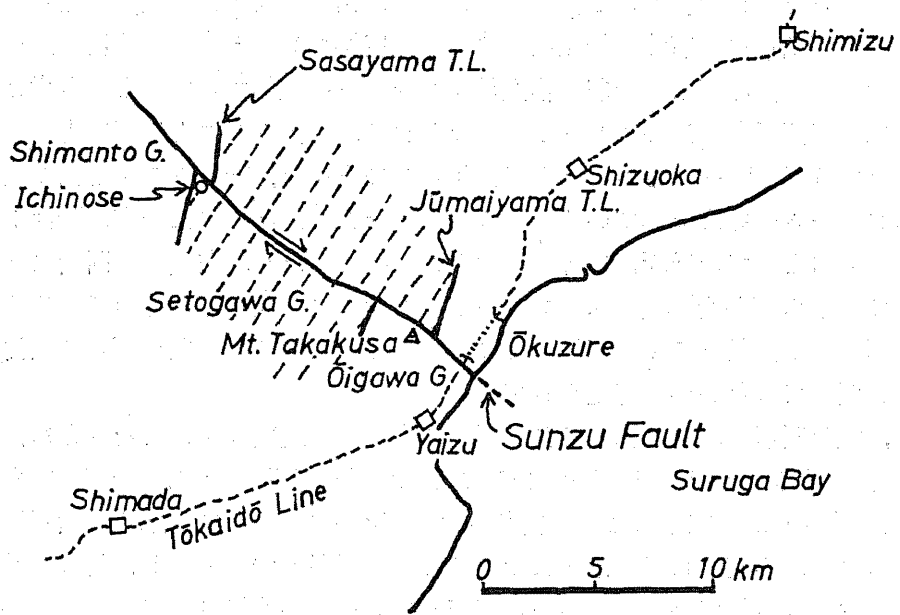 Shimizu
Sasayama T.L.
Shimanto G.
Shizuoka
Ichinose
Jūmaiyama T.L.
Setogawa G.
Mt. Takakusa
Ōkuzure
Ōigawa G.
Yaizu
Sunzu Fault
Suruga Bay
Shimada
Tōkaidō Line
0 5 10 km